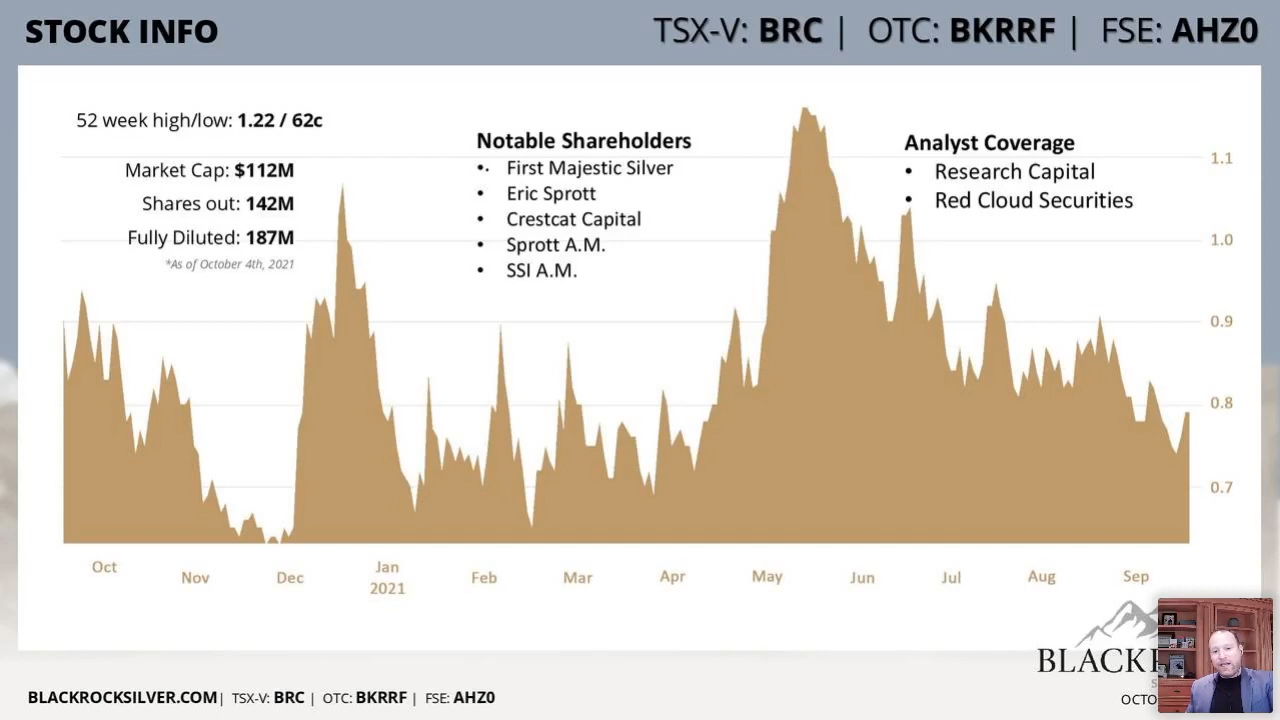 STOCK INFO
TSX-V: BRC | OTC: BKRRF | FSE: AHZ0
52 week high/low: 1.22 / 62c
Market Cap: $112M
Shares out: 142M
Fully Diluted: 187M
*As of October 4th, 2021
Notable Shareholders
• First Majestic Silver
• Eric Sprott
• Crestcat Capital
• Sprott A.M.
• SSI A.M.
Analyst Coverage
• Research Capital
• Red Cloud Securities
1.1
1.0
0.9
0.8
0.7
Oct
Nov
Dec
Jan
2021
Feb
Mar
Apr
May
Jun
Jul
Aug
Sep
BLACKROCKSILVER.COM| TSX-V: BRC | OTC: BKRRF | FSE: AHZ0